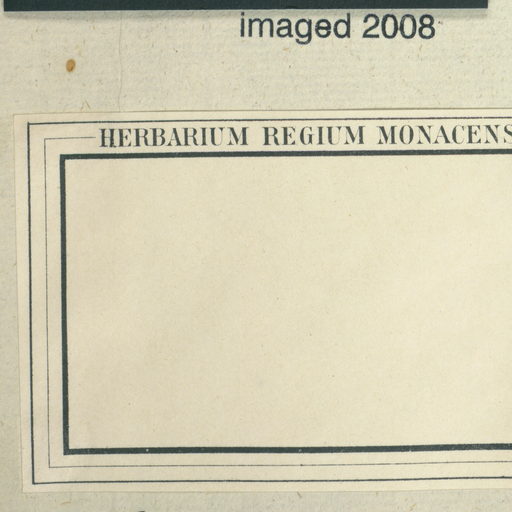 imaged 2008
HERBARIUM REGIUM MONACENS